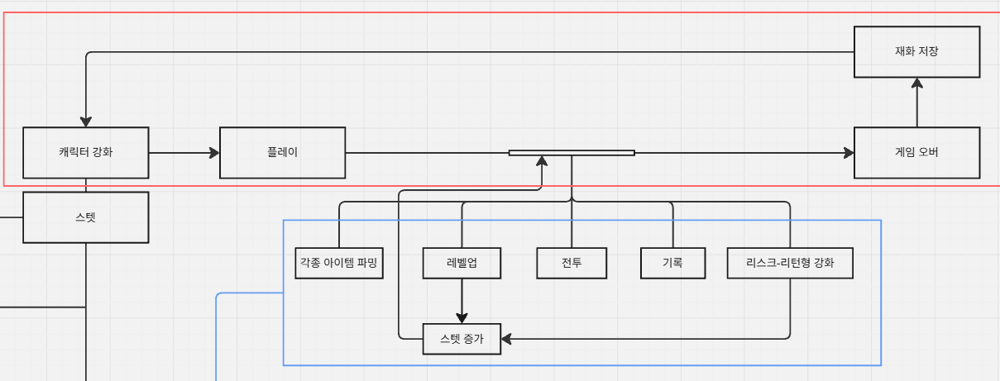 재화 저장
캐릭터 강화
플레이
게임 오버
스텟
각종 아이템 파밍
레벨업
전투
기록
리스크-리턴형 강화
스텟 증가